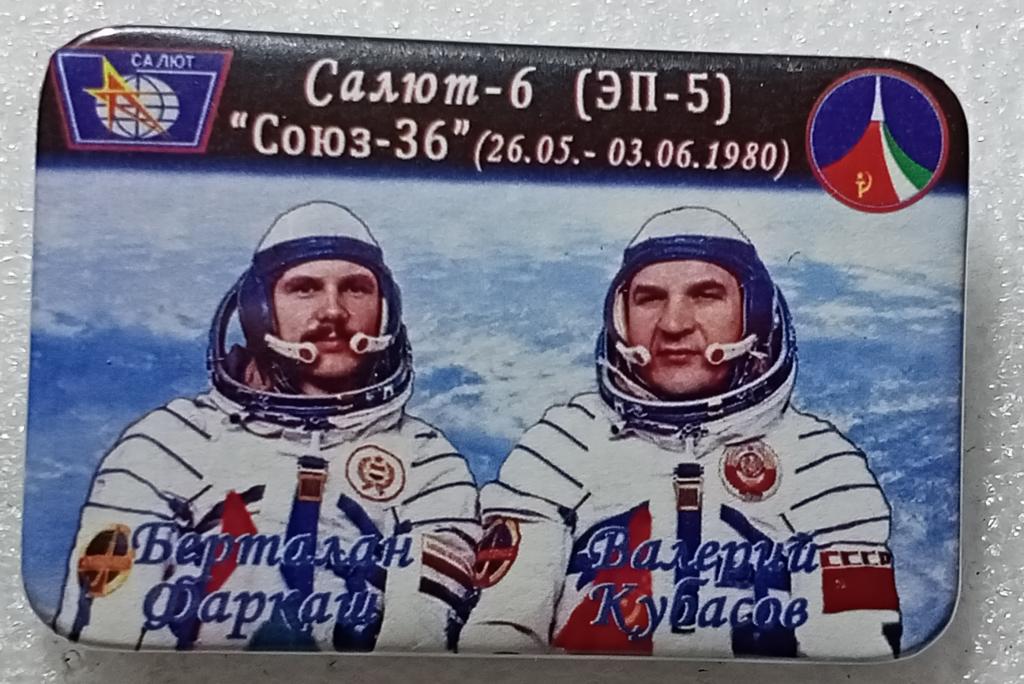 САЛЮТ
Салют-6 (ЭП-5)
"Союз-36" (26.05.- 03.06.1980)
СССР
Берталан
Фаркаш
Валерий
Кубасов